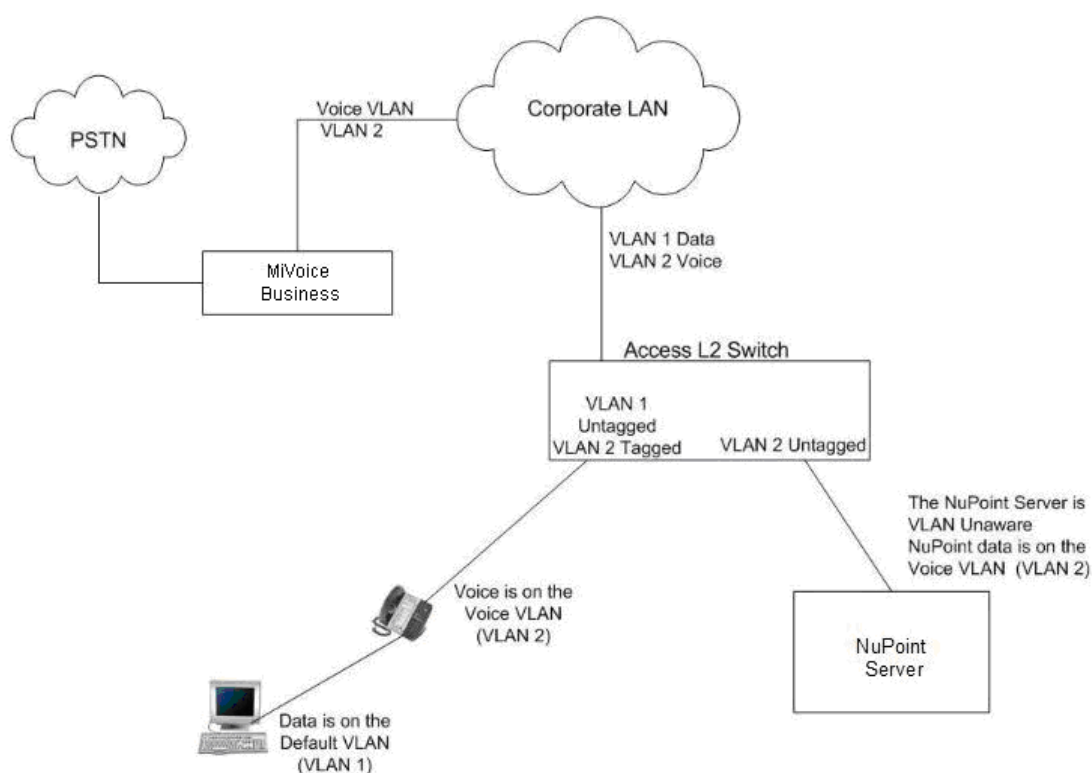 PSTN
Voice VLAN
VLAN 2
Corporate LAN
MiVoice
Business
VLAN 1 Data
VLAN 2 Voice
Access L2 Switch
VLAN 1
Untagged
VLAN 2 Tagged
VLAN 2 Untagged
The NuPoint Server is
VLAN Unaware
NuPoint data is on the
Voice VLAN (VLAN 2)
Voice is on the
Voice VLAN
(VLAN 2)
NuPoint
Server
Data is on the
Default VLAN
(VLAN 1)